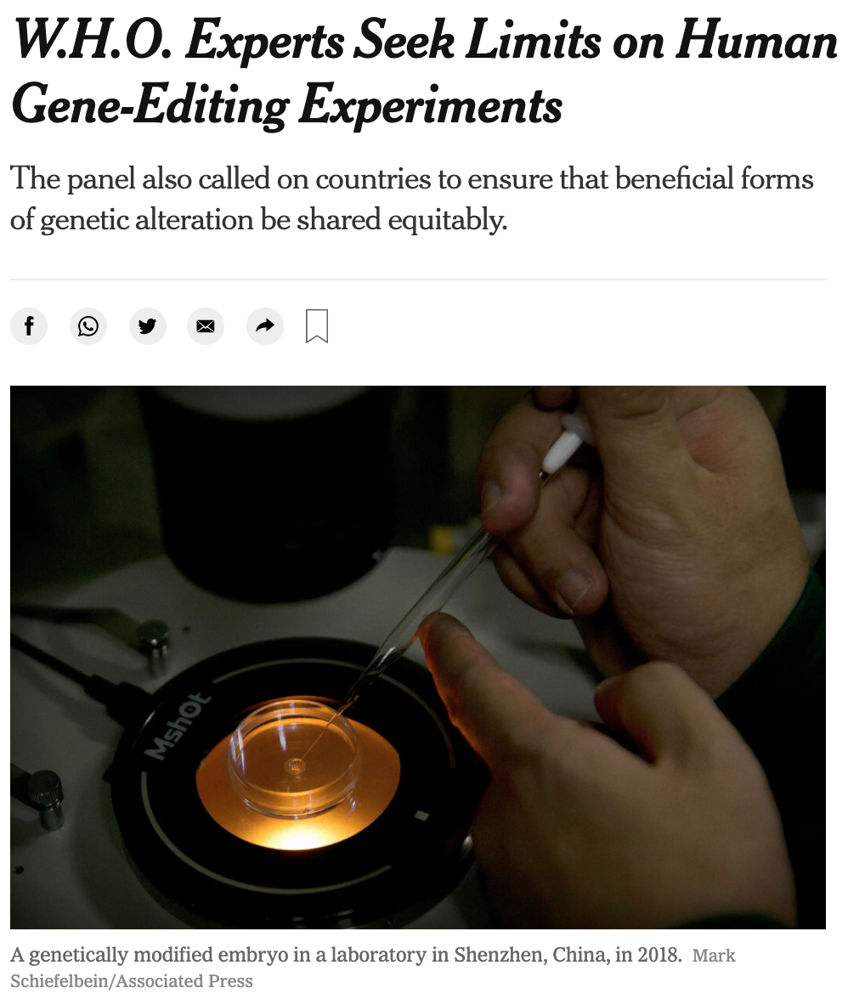 W.H.O. Experts Seek Limits on Human
Gene-Editing Experiments
The panel also called on countries to ensure that beneficial forms
of genetic alteration be shared equitably.
MshOt
A genetically modified embryo in a laboratory in Shenzhen, China, in 2018. Mark
Schiefelbein/Associated Press